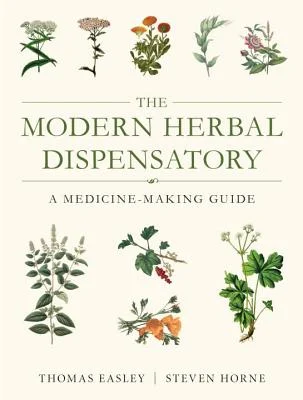 THE
MODERN HERBAL
DISPENSATORY
A MEDICINE-MAKING GUIDE
THOMAS EASLEY | STEVEN HORNE